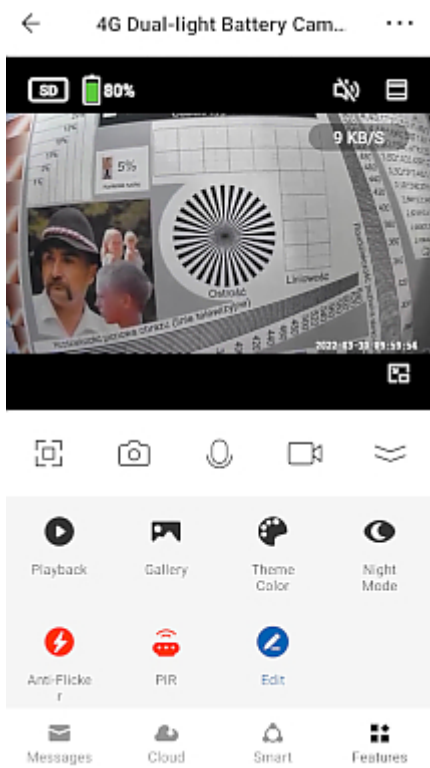 4G Dual-light Battery Cam...
SD
80%
9 KB/S
5%
Ostrość
Liniowość
2022-03-30 09:59:54
Playback
Gallery
Theme
Color
Night
Mode
Anti-Flicke
r
PIR
Edit
Messages
Cloud
Smart
Features